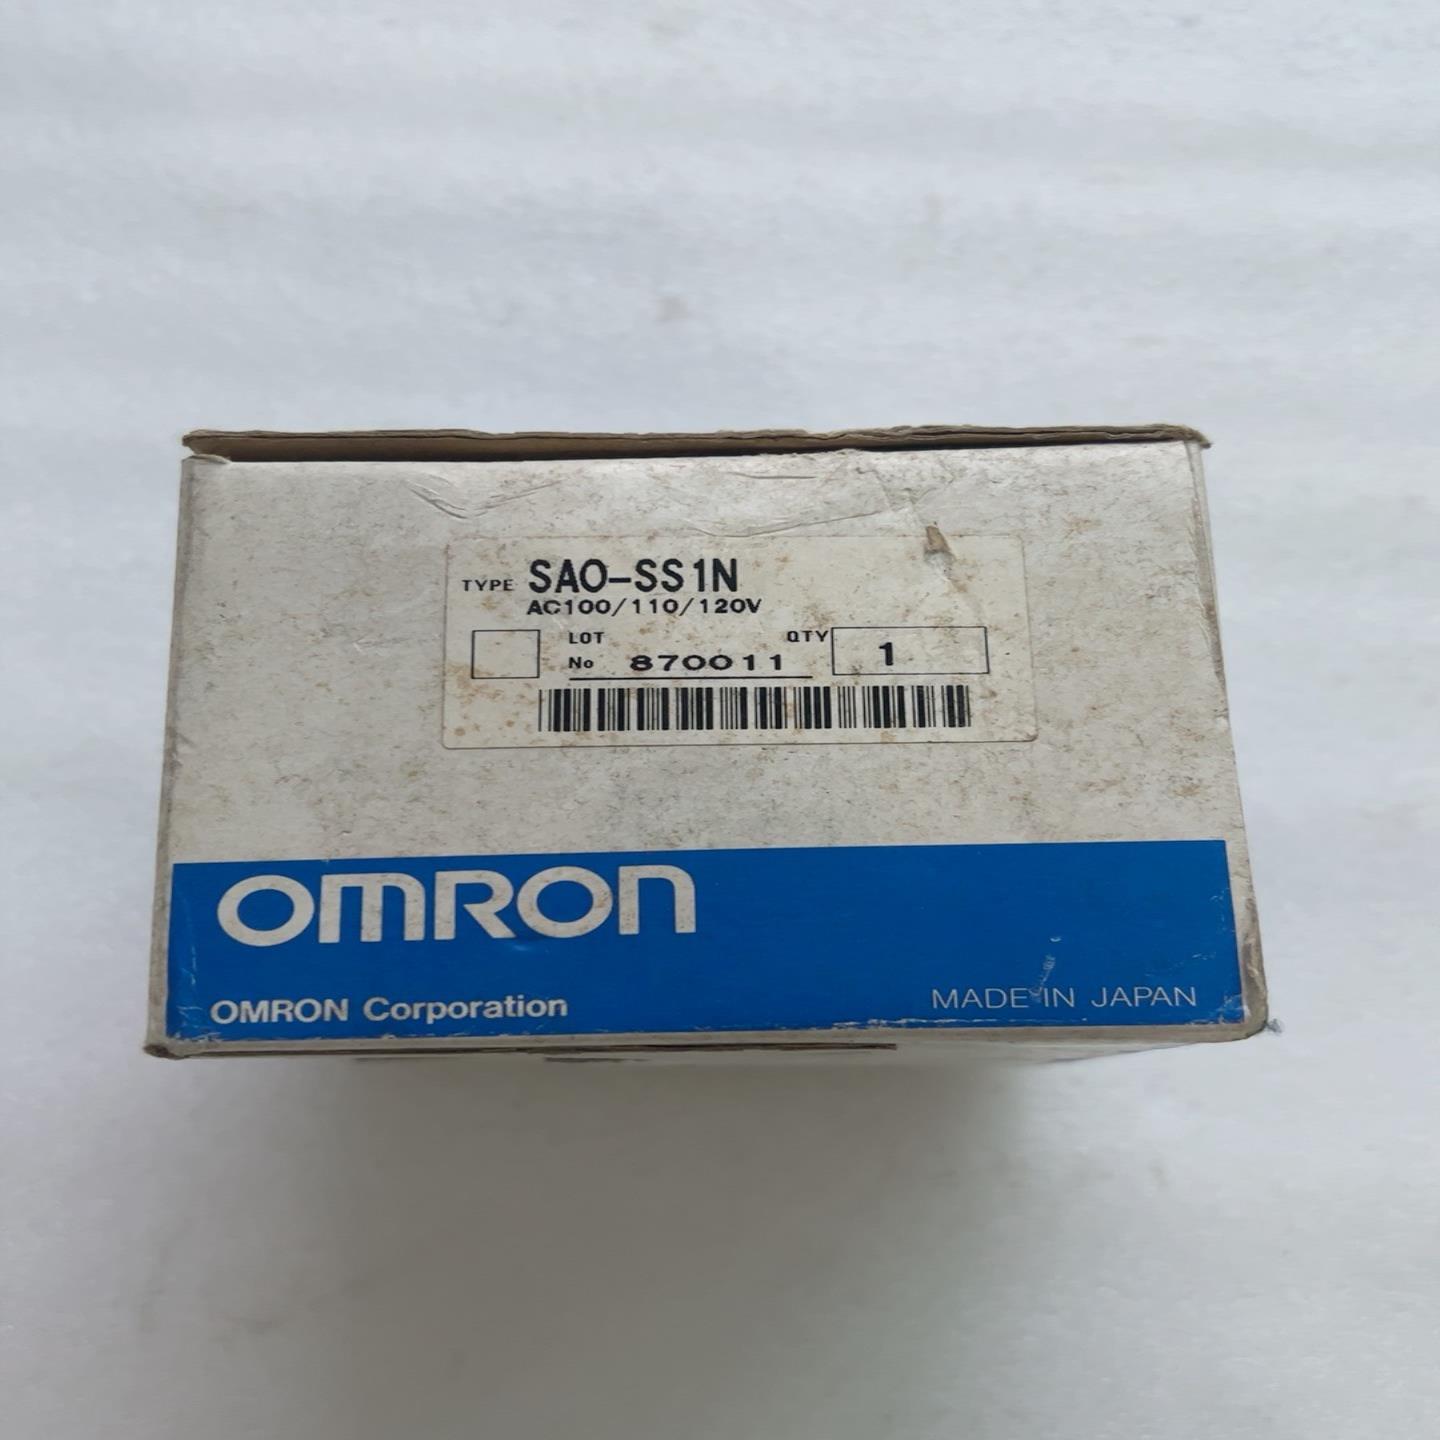 TYPE SAO-SS1N
AC100/110/120V
LOT QTY
No 870011 1
OMRON
OMRON Corporation
MADE IN JAPAN